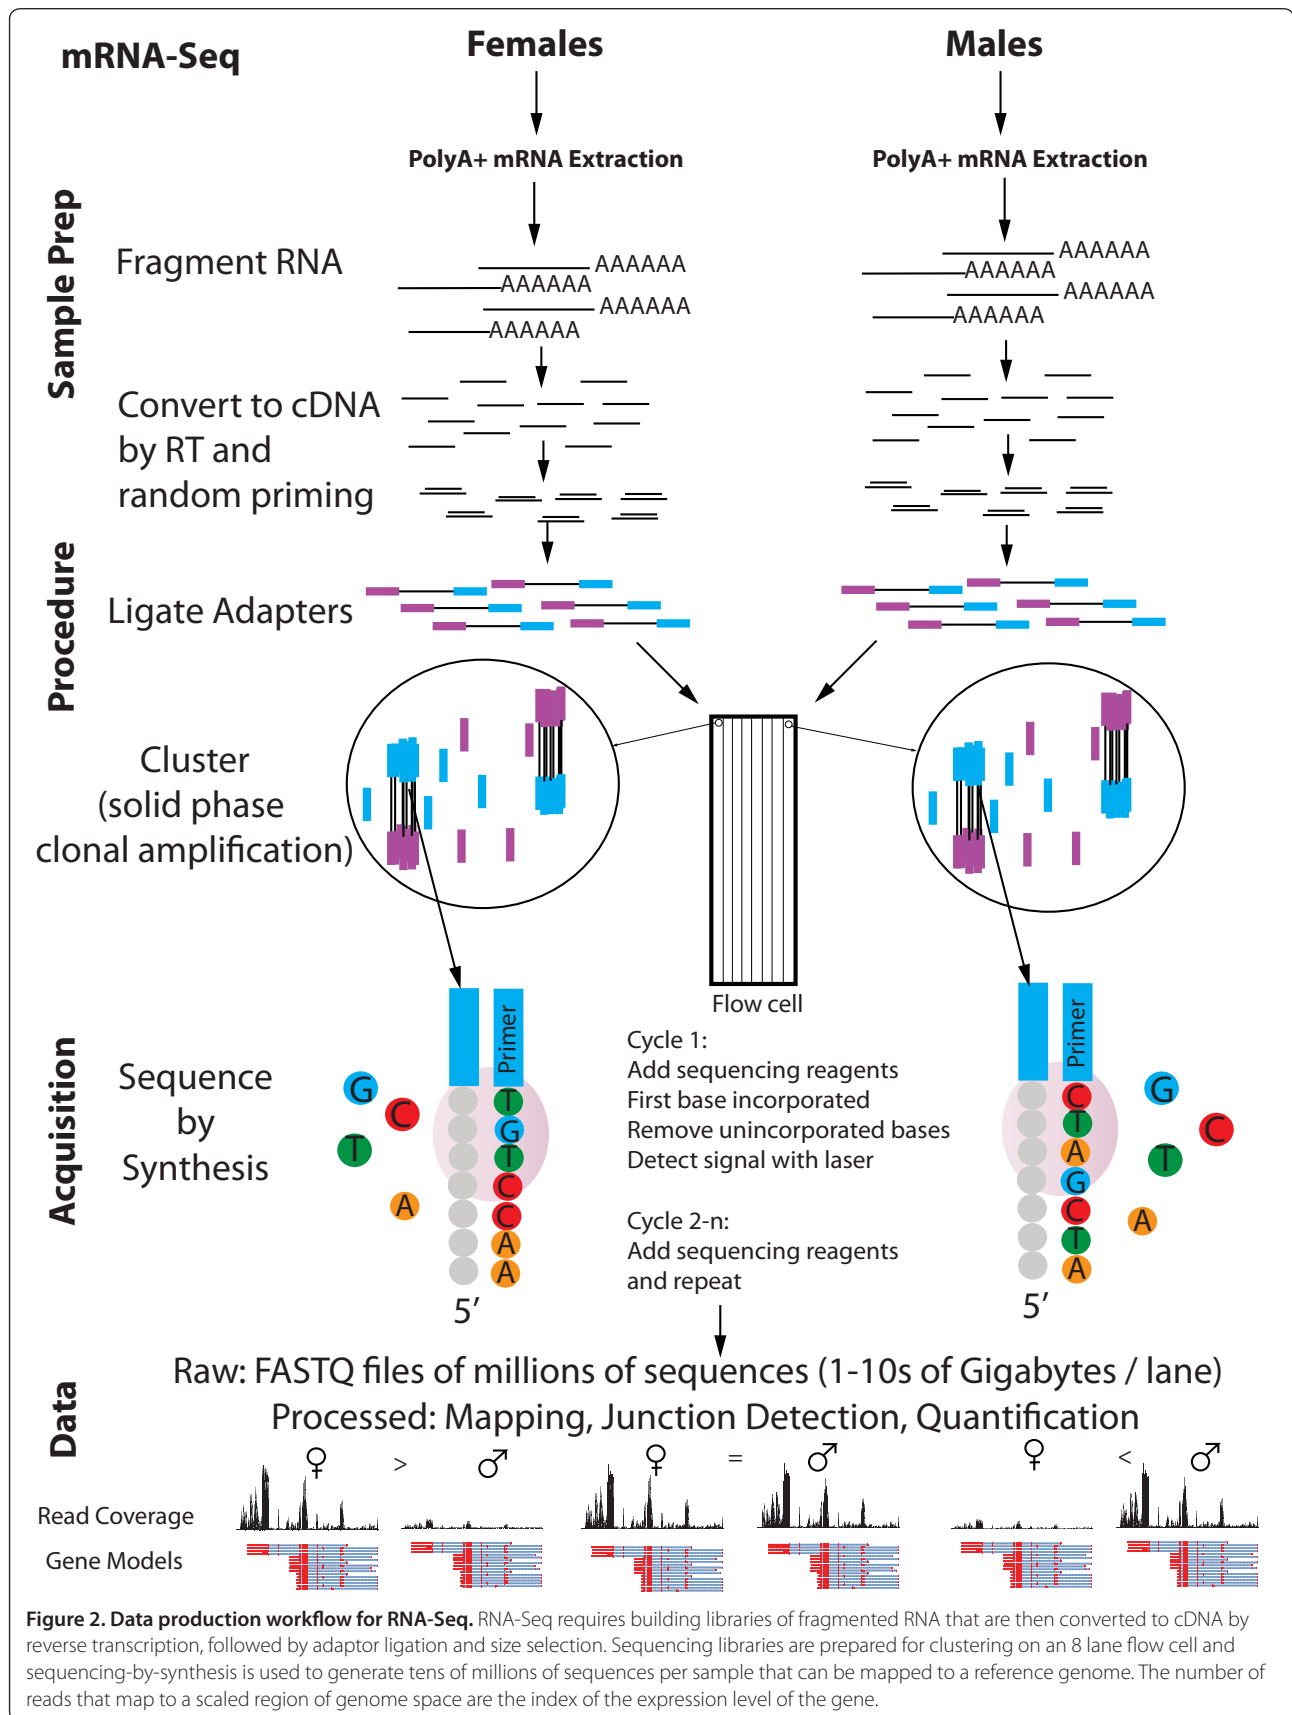 mRNA-Seq
Females
Males
PolyA+ mRNA Extraction
PolyA+ mRNA Extraction
Sample Prep
Fragment RNA
AAAAAA
AAAAAA
AAAAAA
AAAAAA
AAAAAA
AAAAAA
AAAAAA
AAAAAA
Convert to cDNA
by RT and
random priming
Procedure
Ligate Adapters
Cluster
(solid phase
clonal amplification)
Flow cell
Acquisition
Sequence
by
Synthesis
G
C
T
A
Primer
T
G
T
C
C
A
A
5′
Cycle 1:
Add sequencing reagents
First base incorporated
Remove unincorporated bases
Detect signal with laser
Cycle 2-n:
Add sequencing reagents
and repeat
Primer
C
T
A
G
C
T
A
5′
G
C
T
A
Data
Raw: FASTQ files of millions of sequences (1-10s of Gigabytes / lane)
Processed: Mapping, Junction Detection, Quantification
♀ > ♂ ♀ = ♂ ♀ < ♂
Read Coverage
Gene Models
Figure 2. Data production workflow for RNA-Seq. RNA-Seq requires building libraries of fragmented RNA that are then converted to cDNA by
reverse transcription, followed by adaptor ligation and size selection. Sequencing libraries are prepared for clustering on an 8 lane flow cell and
sequencing-by-synthesis is used to generate tens of millions of sequences per sample that can be mapped to a reference genome. The number of
reads that map to a scaled region of genome space are the index of the expression level of the gene.